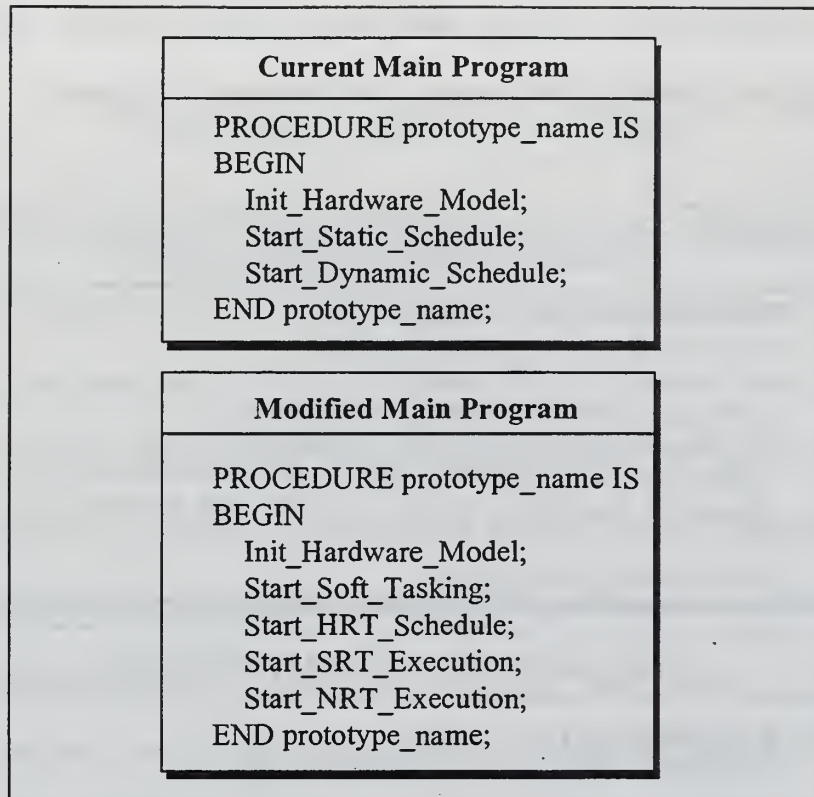 Current Main Program
PROCEDURE prototype_name IS
BEGIN
Init_Hardware_Model;
Start_Static_Schedule;
Start_Dynamic_Schedule;
END prototype_name;
Modified Main Program
PROCEDURE prototype_name IS
BEGIN
Init_Hardware_Model;
Start_Soft_Tasking;
Start_HRT_Schedule;
Start_SRT_Execution;
Start_NRT_Execution;
END prototype_name;